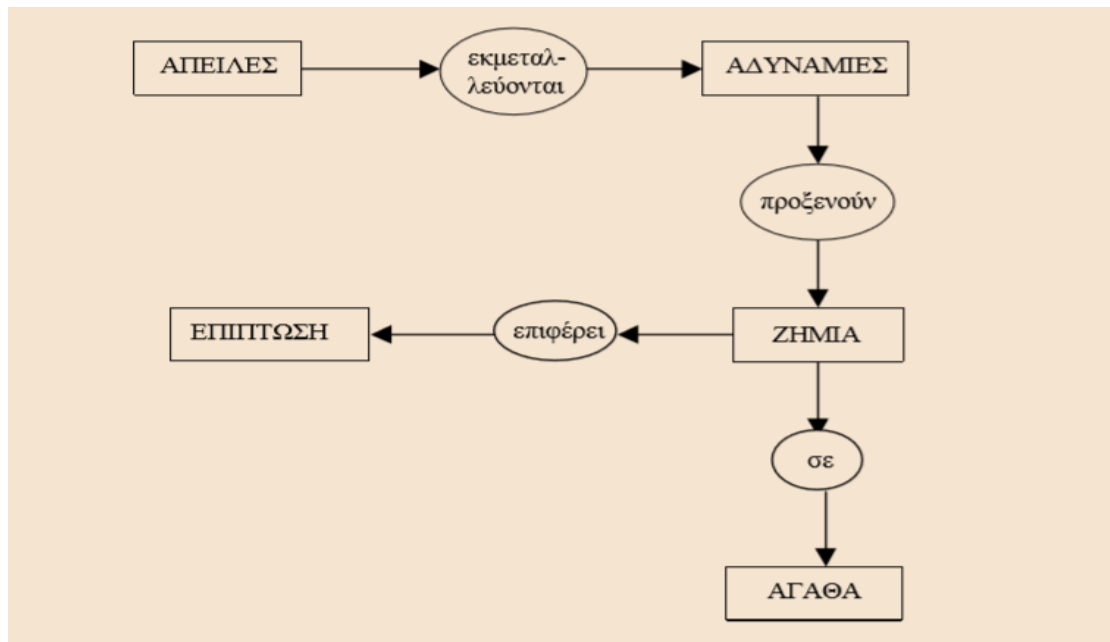 ΑΠΕΙΛΕΣ
εκμεταλ-
λεύονται
ΑΔΥΝΑΜΙΕΣ
προξενούν
ΕΠΙΠΤΩΣΗ
επιφέρει
ΖΗΜΙΑ
σε
ΑΓΑΘΑ